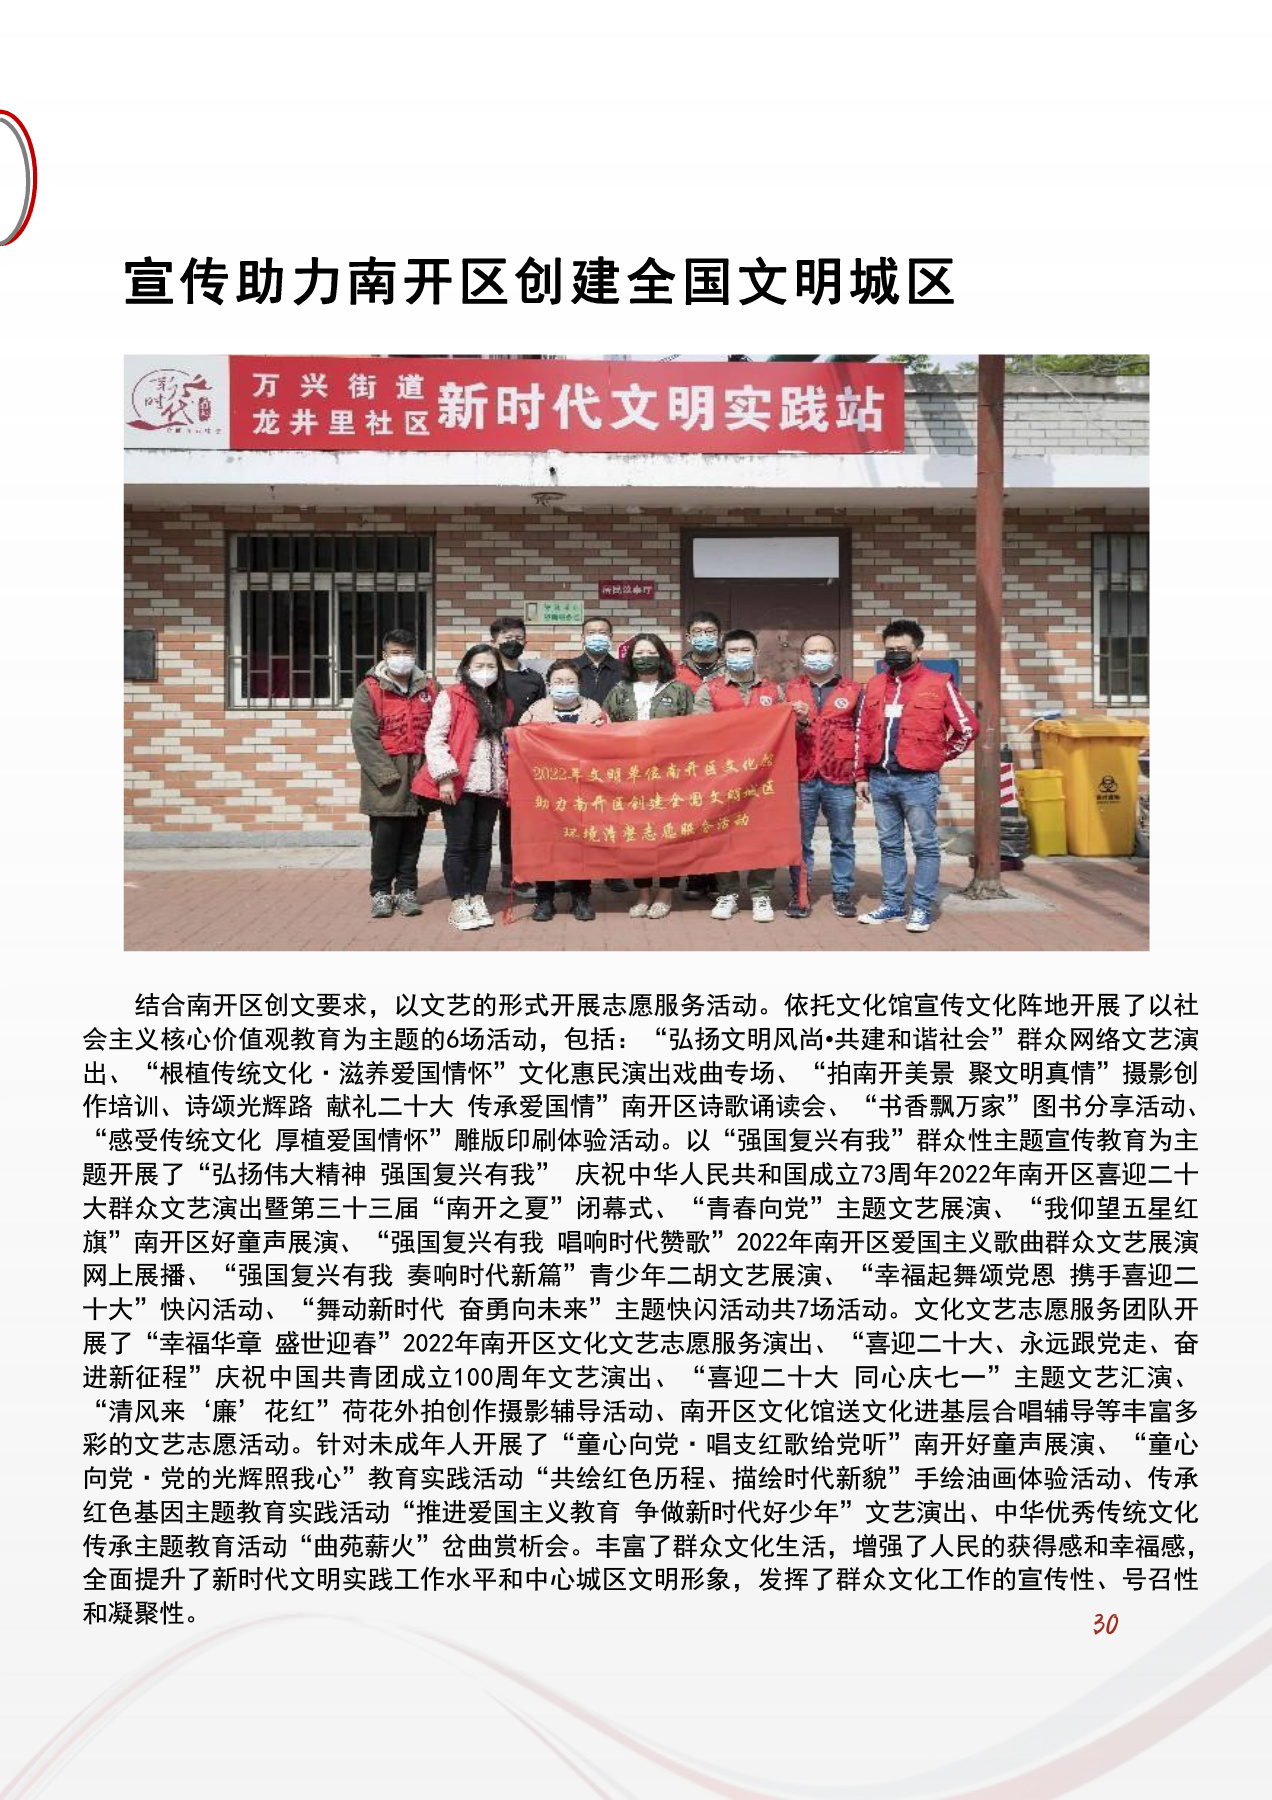 宣传助力南开区创建全国文明城区
新时代
万兴街道
龙井里社区
新时代文明实践站
居民议事厅
2022年文明单位南开区文化馆
助力南开区创建全国文明城区
环境清整志愿服务活动
结合南开区创文要求，以文艺的形式开展志愿服务活动。依托文化馆宣传文化阵地开展了以社
会主义核心价值观教育为主题的6场活动，包括：“弘扬文明风尚•共建和谐社会”群众网络文艺演
出、“根植传统文化·滋养爱国情怀”文化惠民演出戏曲专场、“拍南开美景 聚文明真情”摄影创
作培训、诗颂光辉路 献礼二十大 传承爱国情”南开区诗歌诵读会、“书香飘万家”图书分享活动、
“感受传统文化 厚植爱国情怀”雕版印刷体验活动。以“强国复兴有我”群众性主题宣传教育为主
题开展了“弘扬伟大精神 强国复兴有我” 庆祝中华人民共和国成立73周年2022年南开区喜迎二十
大群众文艺演出暨第三十三届“南开之夏”闭幕式、“青春向党”主题文艺展演、“我仰望五星红
旗”南开区好童声展演、“强国复兴有我 唱响时代赞歌”2022年南开区爱国主义歌曲群众文艺展演
网上展播、“强国复兴有我 奏响时代新篇”青少年二胡文艺展演、“幸福起舞颂党恩 携手喜迎二
十大”快闪活动、“舞动新时代 奋勇向未来”主题快闪活动共7场活动。文化文艺志愿服务团队开
展了“幸福华章 盛世迎春”2022年南开区文化文艺志愿服务演出、“喜迎二十大、永远跟党走、奋
进新征程”庆祝中国共青团成立100周年文艺演出、“喜迎二十大 同心庆七一”主题文艺汇演、
“清风来‘廉’花红”荷花外拍创作摄影辅导活动、南开区文化馆送文化进基层合唱辅导等丰富多
彩的文艺志愿活动。针对未成年人开展了“童心向党·唱支红歌给党听”南开好童声展演、“童心
向党·党的光辉照我心”教育实践活动“共绘红色历程、描绘时代新貌”手绘油画体验活动、传承
红色基因主题教育实践活动“推进爱国主义教育 争做新时代好少年”文艺演出、中华优秀传统文化
传承主题教育活动“曲苑薪火”岔曲赏析会。丰富了群众文化生活，增强了人民的获得感和幸福感，
全面提升了新时代文明实践工作水平和中心城区文明形象，发挥了群众文化工作的宣传性、号召性
和凝聚性。
30